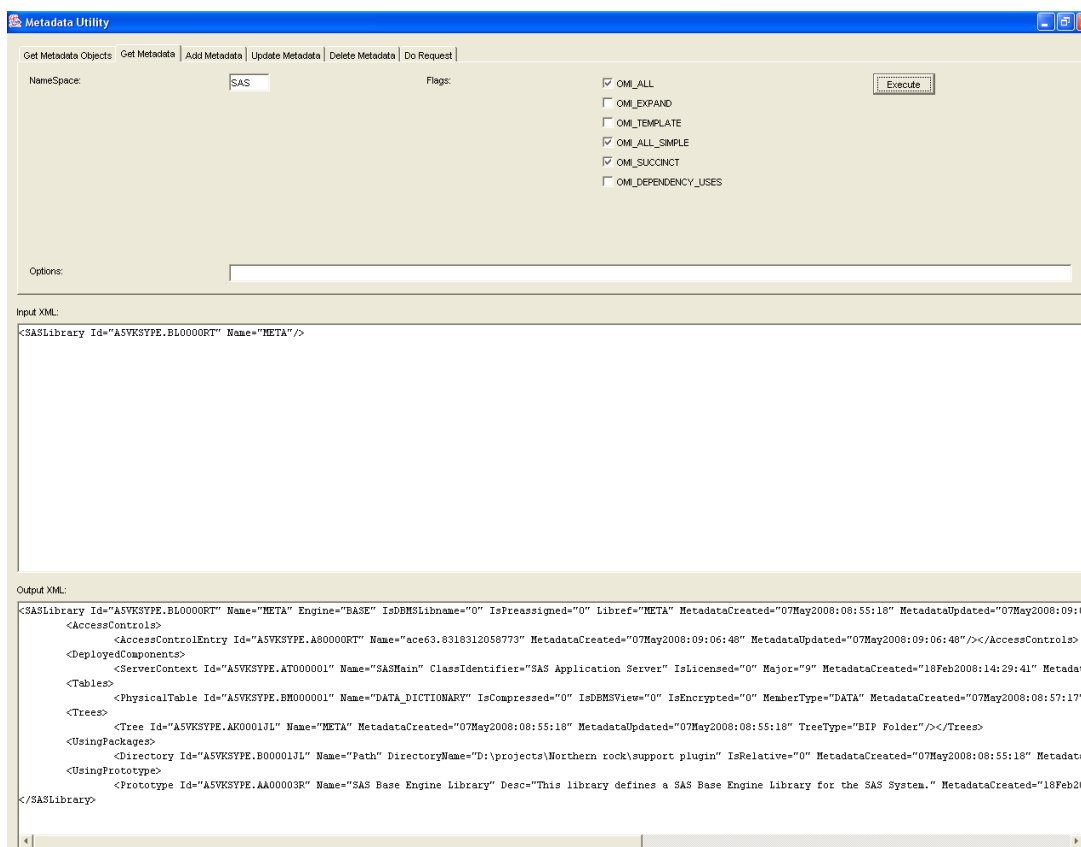 Metadata Utility
Get Metadata Objects Get Metadata Add Metadata Update Metadata Delete Metadata Do Request
NameSpace: SAS Flags: OMI_ALL Execute
OMI_EXPAND
OMI_TEMPLATE
OMI_ALL_SIMPLE
OMI_SUCCINCT
OMI_DEPENDENCY_USES
Options:
Input XML:
<SASLibrary Id="A5VKSYPE.BL0000RT" Name="META"/>
Output XML:
<SASLibrary Id="A5VKSYPE.BL0000RT" Name="META" Engine="BASE" IsDBMSLibname="0" IsPreassigned="0" Libref="META" MetadataCreated="07May2008:08:55:18" MetadataUpdated="07May2008:09:0
<AccessControls>
<AccessControlEntry Id="A5VKSYPE.A80000RT" Name="ace63.8318312058773" MetadataCreated="07May2008:09:06:48" MetadataUpdated="07May2008:09:06:48"/></AccessControls>
<DeployedComponents>
<ServerContext Id="A5VKSYPE.AT000001" Name="SASMain" ClassIdentifier="SAS Application Server" IsLicensed="0" Major="9" MetadataCreated="18Feb2008:14:29:41" Metadat
<Tables>
<PhysicalTable Id="A5VKSYPE.BM000001" Name="DATA_DICTIONARY" IsCompressed="0" IsDBMSView="0" IsEncrypted="0" MemberType="DATA" MetadataCreated="07May2008:08:57:17"
<Trees>
<Tree Id="A5VKSYPE.AK0001JL" Name="META" MetadataCreated="07May2008:08:55:18" MetadataUpdated="07May2008:08:55:18" TreeType="BIP Folder"/></Trees>
<UsingPackages>
<Directory Id="A5VKSYPE.B00001JL" Name="Path" DirectoryName="D:\projects\Northern rock\support plugin" IsRelative="0" MetadataCreated="07May2008:08:55:18" Metadat
<UsingPrototype>
<Prototype Id="A5VKSYPE.AA00003R" Name="SAS Base Engine Library" Desc="This library defines a SAS Base Engine Library for the SAS System." MetadataCreated="18Feb20
</SASLibrary>